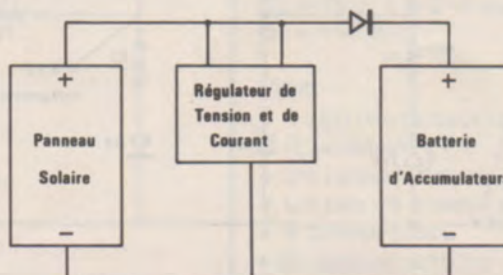 +
Panneau
Solaire
−
Régulateur de
Tension et de
Courant
+
Batterie
d'Accumulateur
−